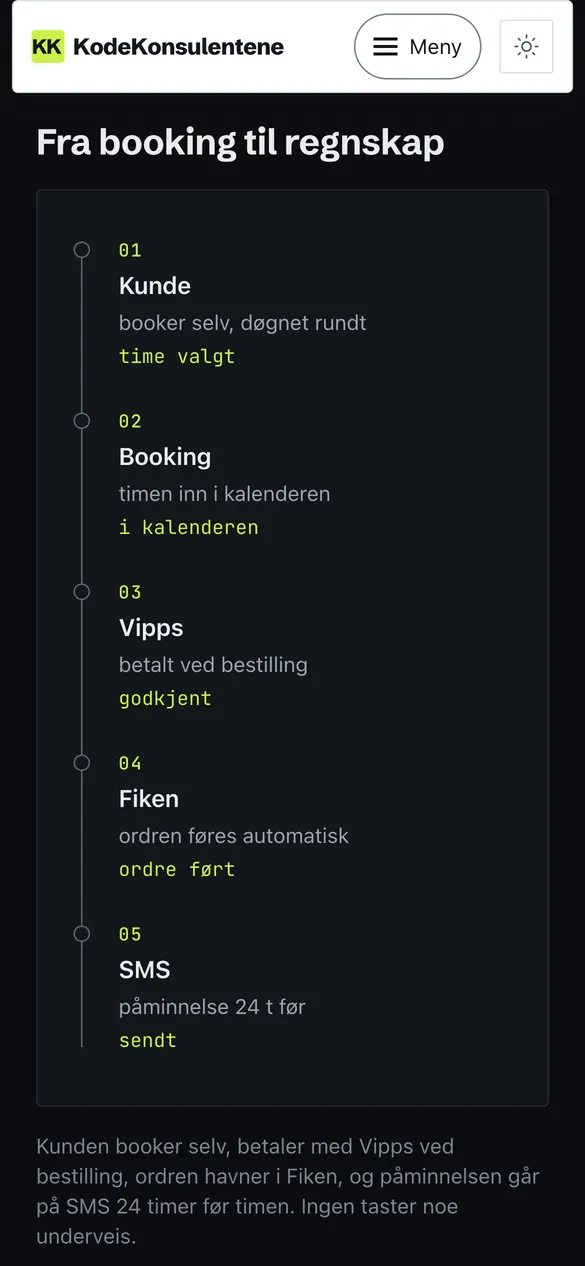 KK KodeKonsulentene
Meny
Fra booking til regnskap
01
Kunde
booker selv, døgnet rundt
time valgt
02
Booking
timen inn i kalenderen
i kalenderen
03
Vipps
betalt ved bestilling
godkjent
04
Fiken
ordren føres automatisk
ordre ført
05
SMS
påminnelse 24 t før
sendt
Kunden booker selv, betaler med Vipps ved
bestilling, ordren havner i Fiken, og påminnelsen går
på SMS 24 timer før timen. Ingen taster noe
underveis.